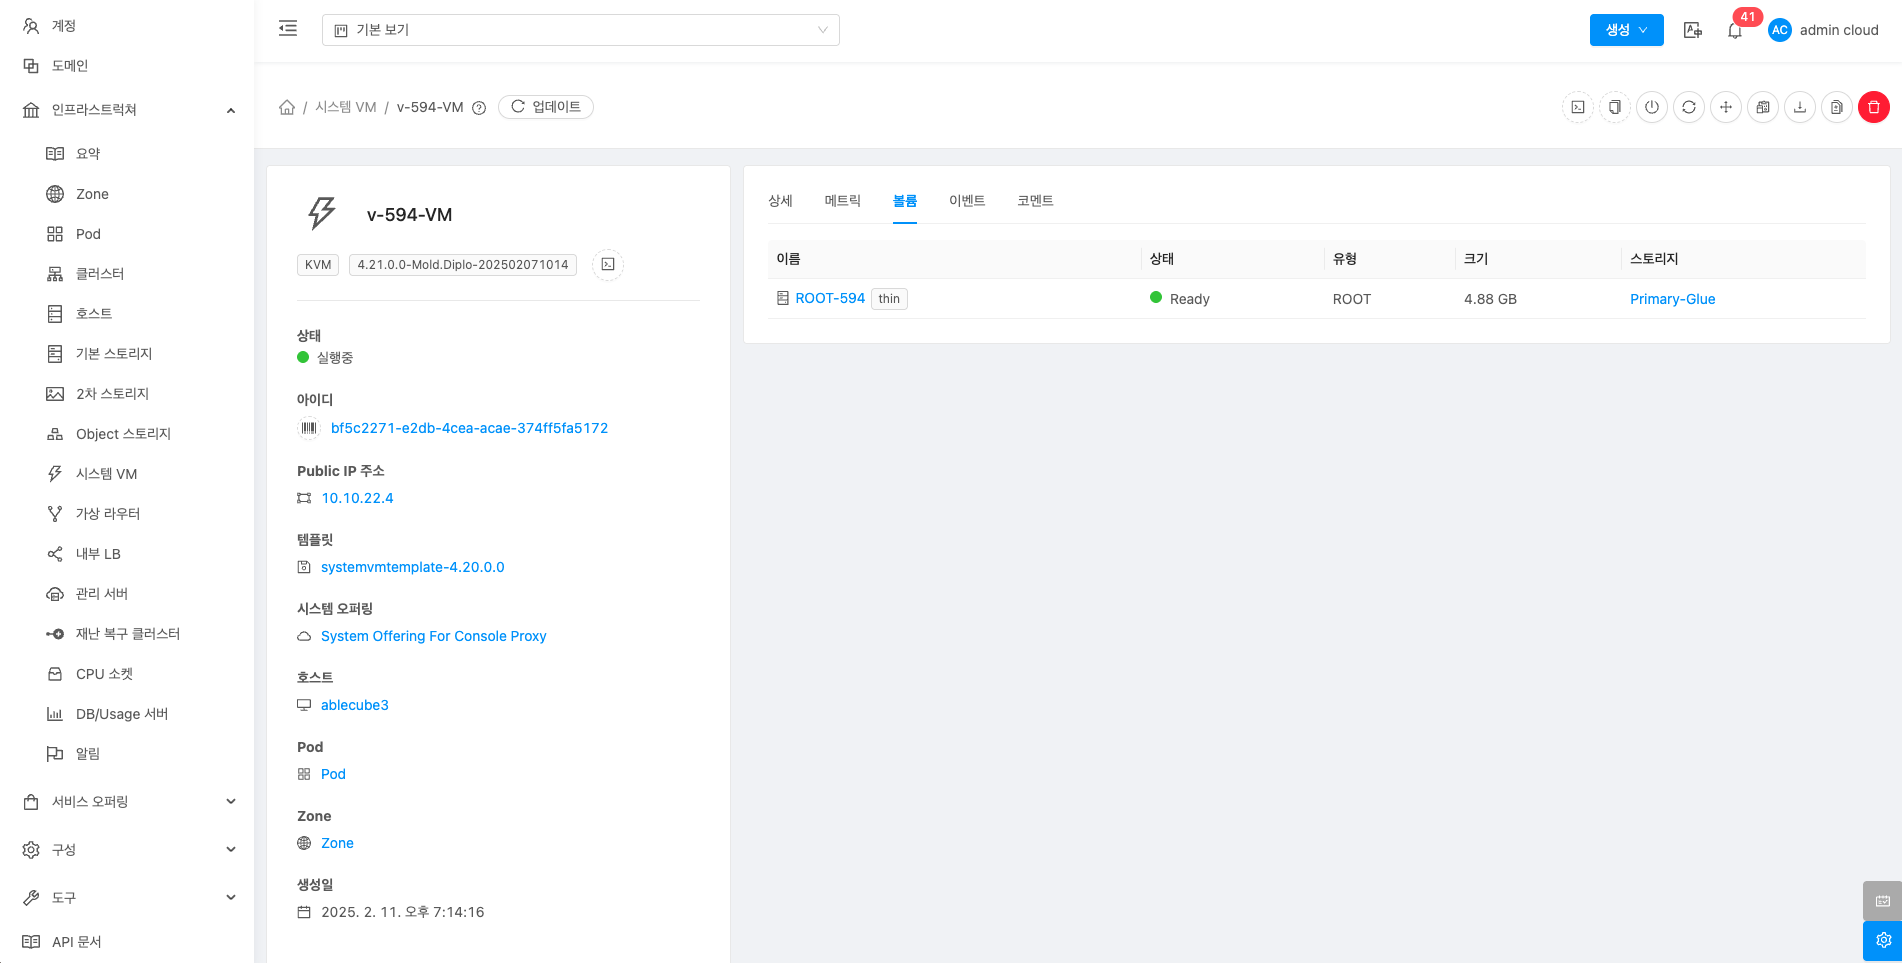 계정
도메인
인프라스트럭쳐
요약
Zone
Pod
클러스터
호스트
기본 스토리지
2차 스토리지
Object 스토리지
시스템 VM
가상 라우터
내부 LB
관리 서버
재난 복구 클러스터
CPU 소켓
DB/Usage 서버
알림
서비스 오퍼링
구성
도구
API 문서
기본 보기
생성
41
AC admin cloud
/ 시스템 VM / v-594-VM 업데이트
v-594-VM
KVM 4.21.0.0-Mold.Diplo-202502071014
상태
실행중
아이디
bf5c2271-e2db-4cea-acae-374ff5fa5172
Public IP 주소
10.10.22.4
템플릿
systemvmtemplate-4.20.0.0
시스템 오퍼링
System Offering For Console Proxy
호스트
ablecube3
Pod
Pod
Zone
Zone
생성일
2025. 2. 11. 오후 7:14:16
상세 메트릭 볼륨 이벤트 코멘트
이름 상태 유형 크기 스토리지
ROOT-594 thin Ready ROOT 4.88 GB Primary-Glue